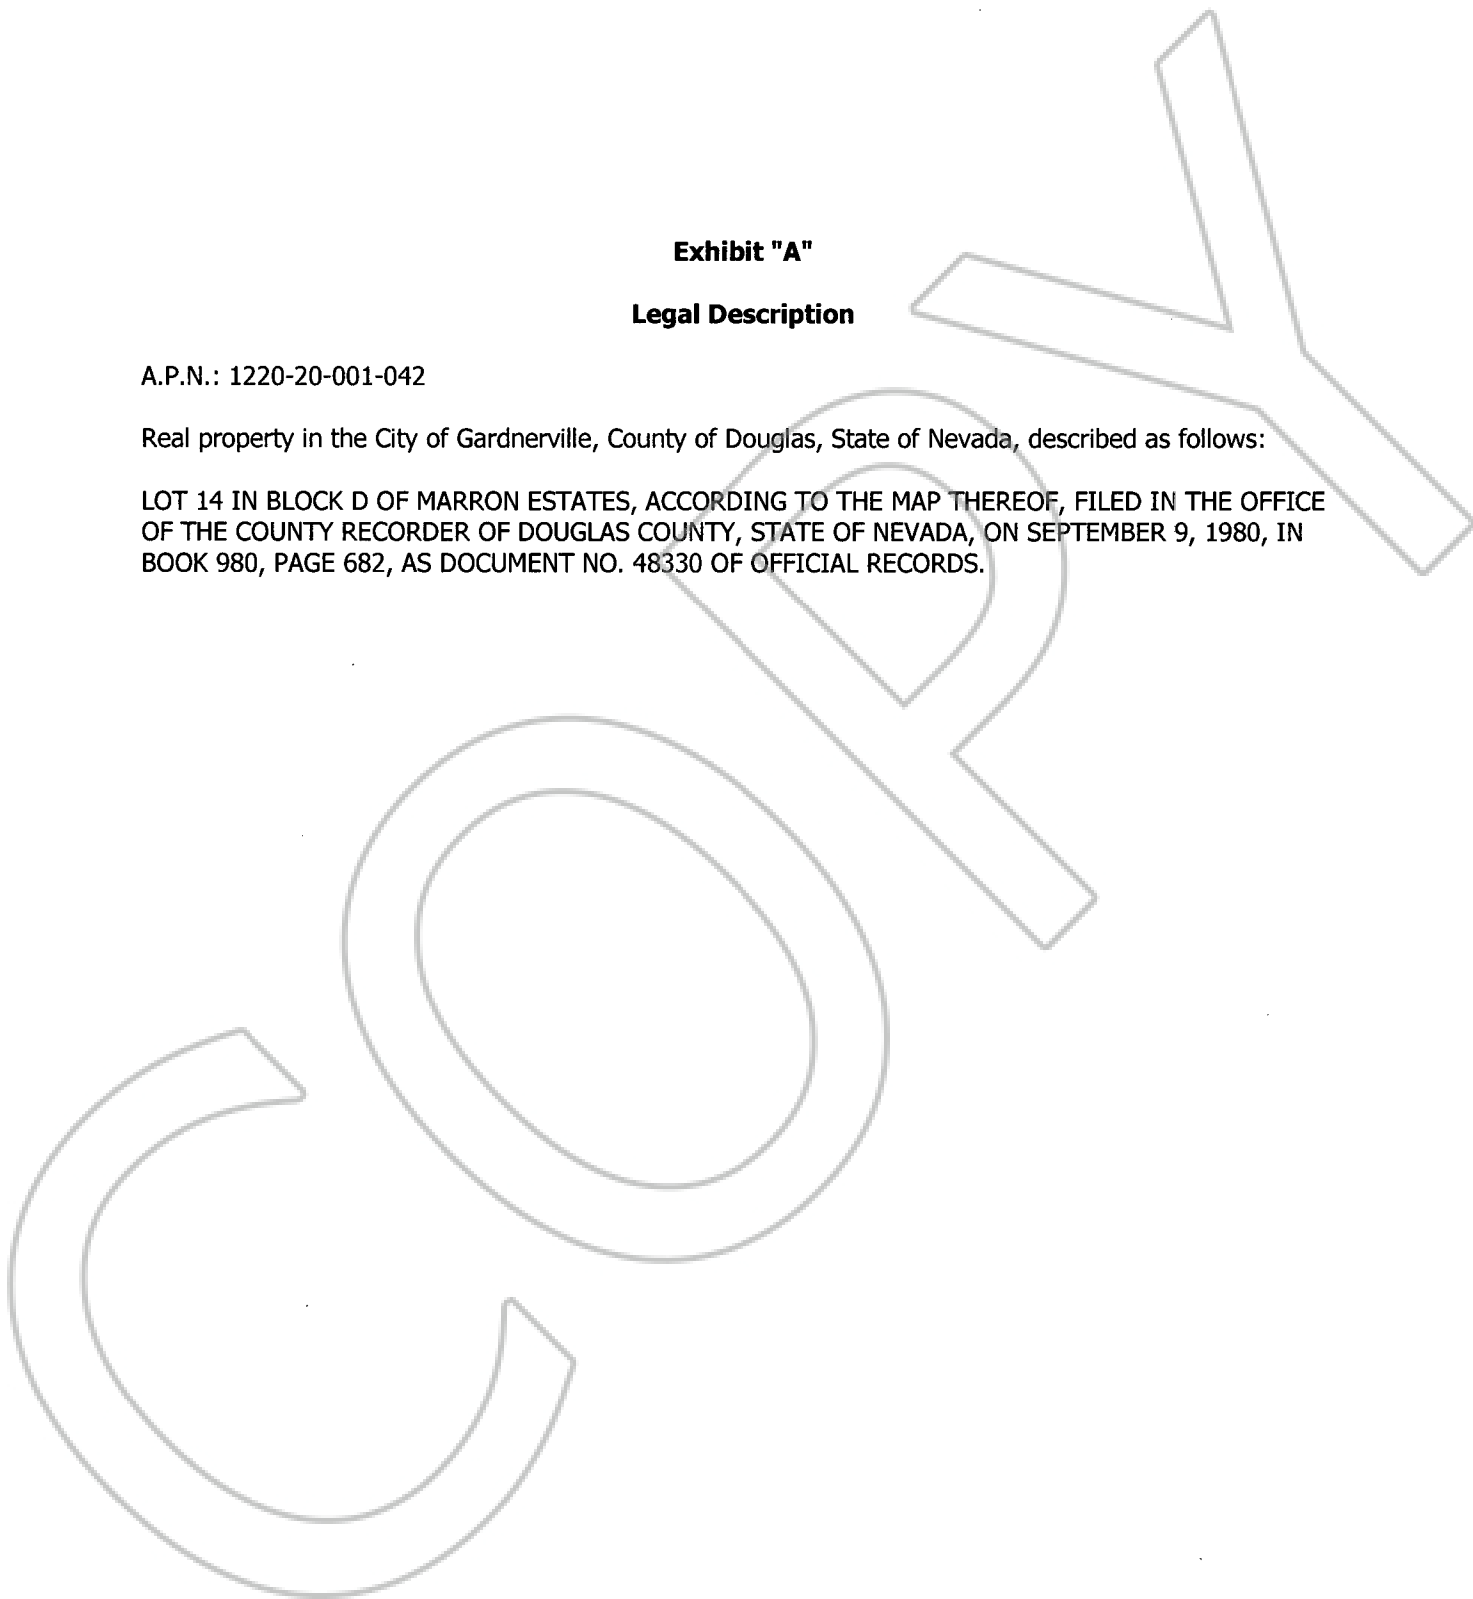 Exhibit "A"
Legal Description
A.P.N.: 1220-20-001-042
Real property in the City of Gardnerville, County of Douglas, State of Nevada, described as follows:
LOT 14 IN BLOCK D OF MARRON ESTATES, ACCORDING TO THE MAP THEREOF, FILED IN THE OFFICE
OF THE COUNTY RECORDER OF DOUGLAS COUNTY, STATE OF NEVADA, ON SEPTEMBER 9, 1980, IN
BOOK 980, PAGE 682, AS DOCUMENT NO. 48330 OF OFFICIAL RECORDS.
COPY